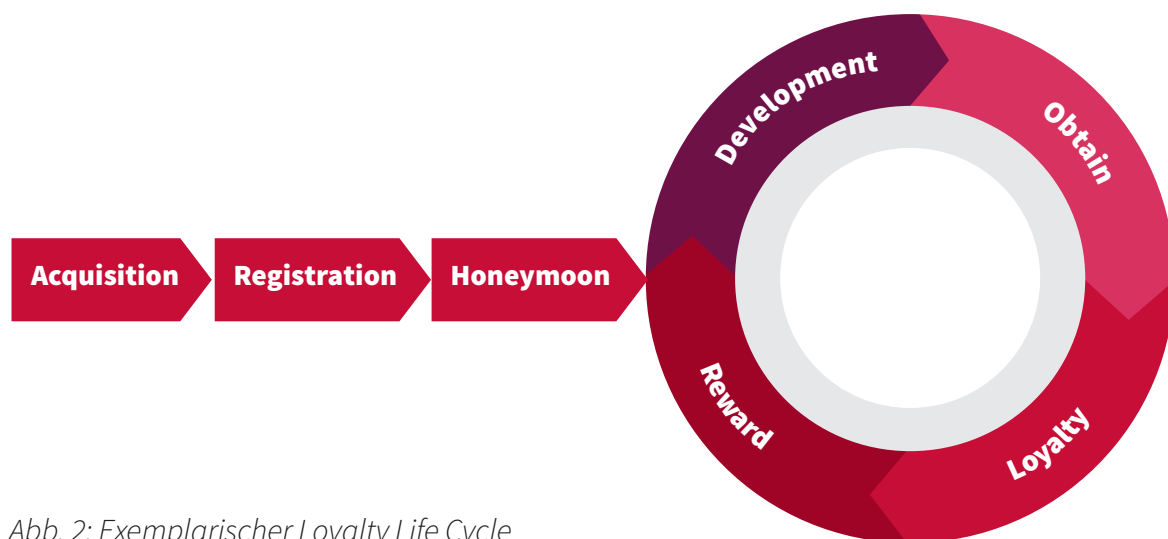 Acquisition
Registration
Honeymoon
Development
Obtain
Loyalty
Reward
Abb. 2: Exemplarischer Loyalty Life Cycle